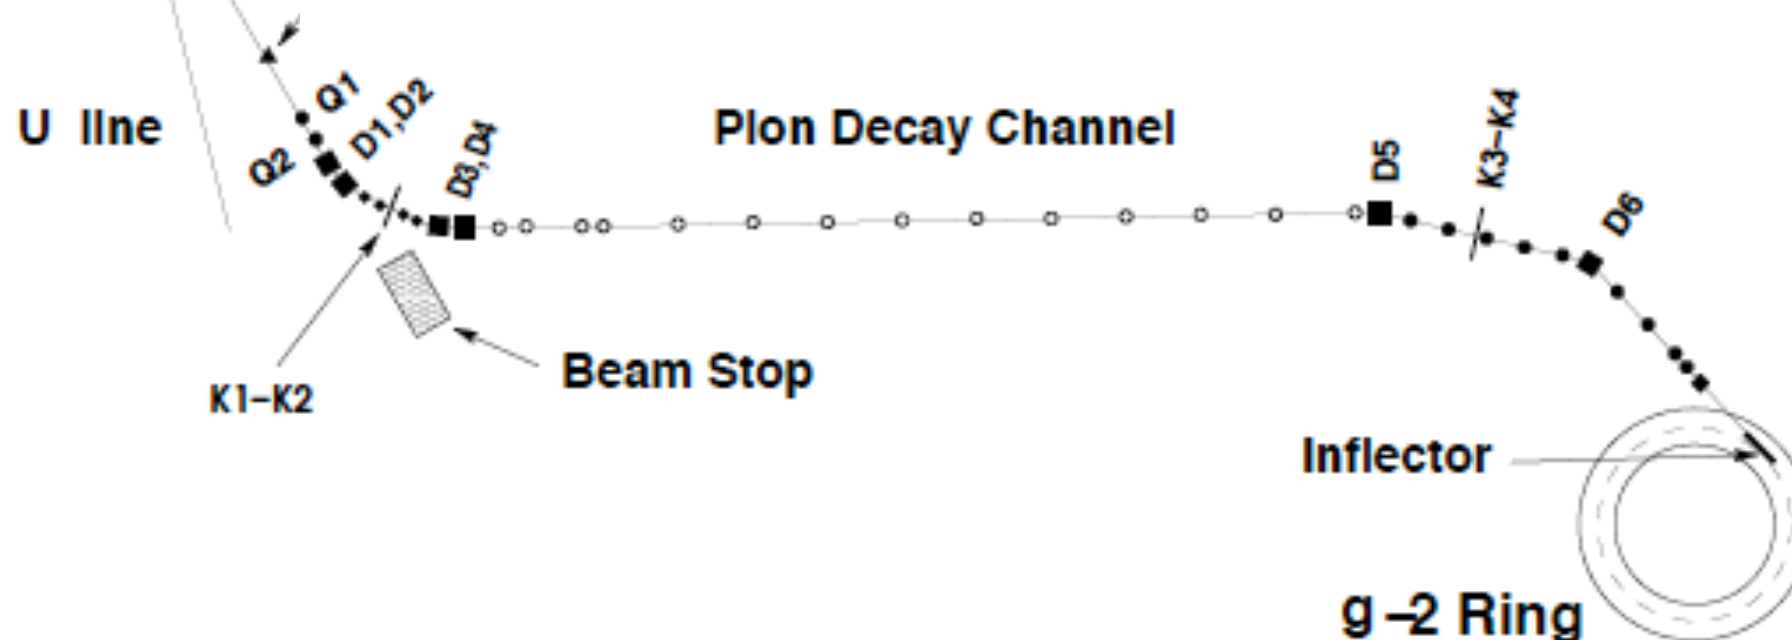 Q1
D1,D2
U line
Q2
D3,D4
Pion Decay Channel
D5
K3-K4
D6
K1-K2
Beam Stop
Inflector
g-2 Ring